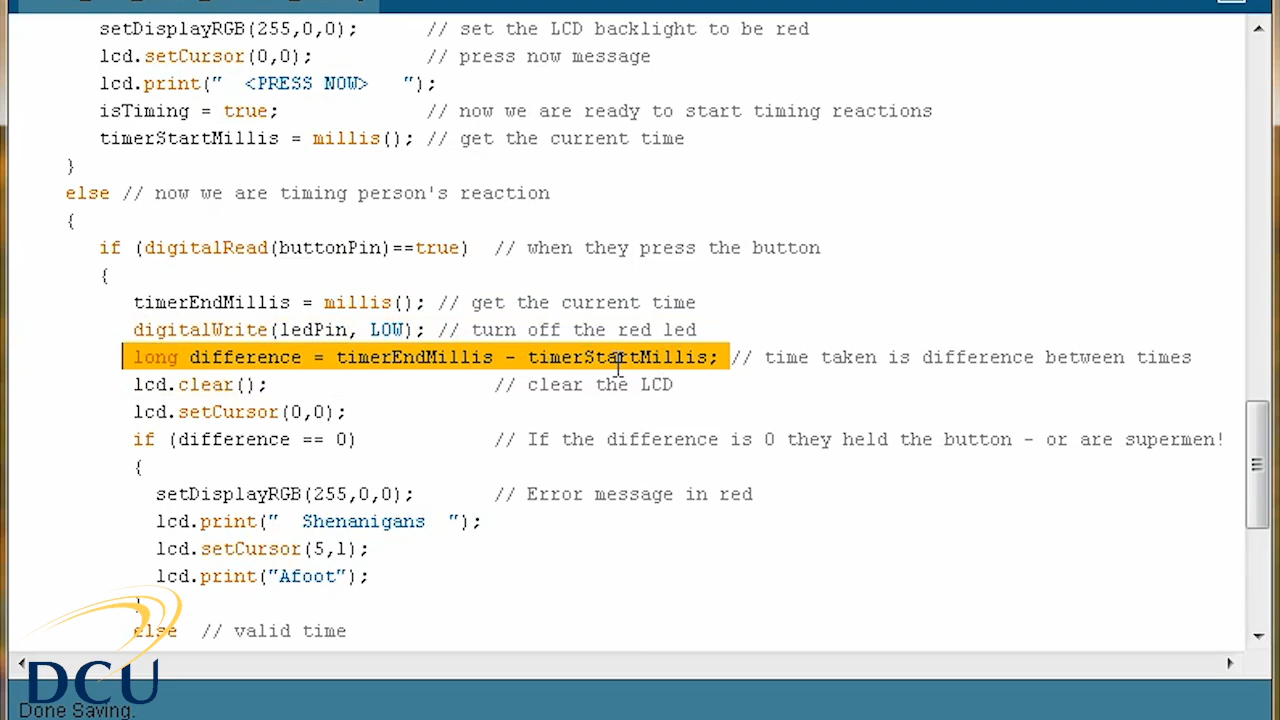 setDisplayRGB(255,0,0);        // set the LCD backlight to be red
lcd.setCursor(0,0);            // press now message
lcd.print("  <PRESS NOW>   ");
isTiming = true;               // now we are ready to start timing reactions
timerStartMillis = millis(); // get the current time
}
else // now we are timing person's reaction
{
if (digitalRead(buttonPin)==true)   // when they press the button
{
timerEndMillis = millis(); // get the current time
digitalWrite(ledPin, LOW); // turn off the red led
long difference = timerEndMillis - timerStartMillis; // time taken is difference between times
lcd.clear();                    // clear the LCD
lcd.setCursor(0,0);
if (difference == 0)            // If the difference is 0 they held the button - or are supermen!
{
setDisplayRGB(255,0,0);       // Error message in red
lcd.print("  Shenanigans  ");
lcd.setCursor(5,1);
lcd.print("Afoot");
}
else  // valid time
DCU
Done Saving.